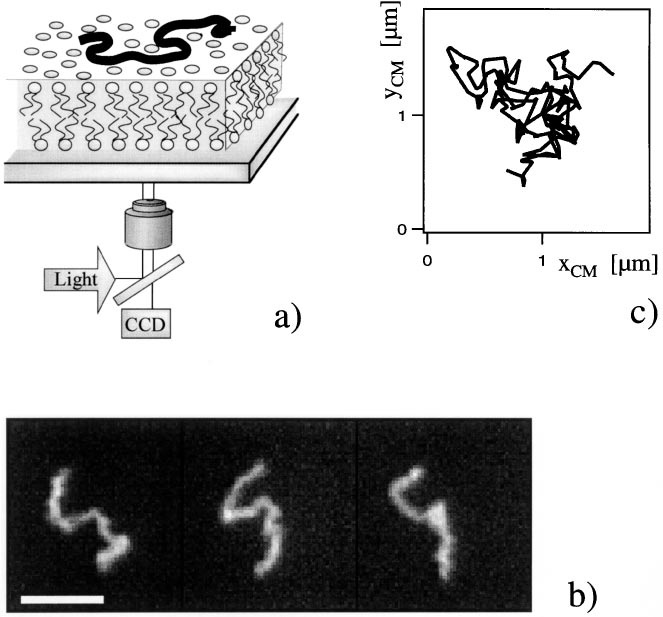 Light
CCD
a)
y_CM [μm]
1
0
0
1
x_CM [μm]
c)
b)